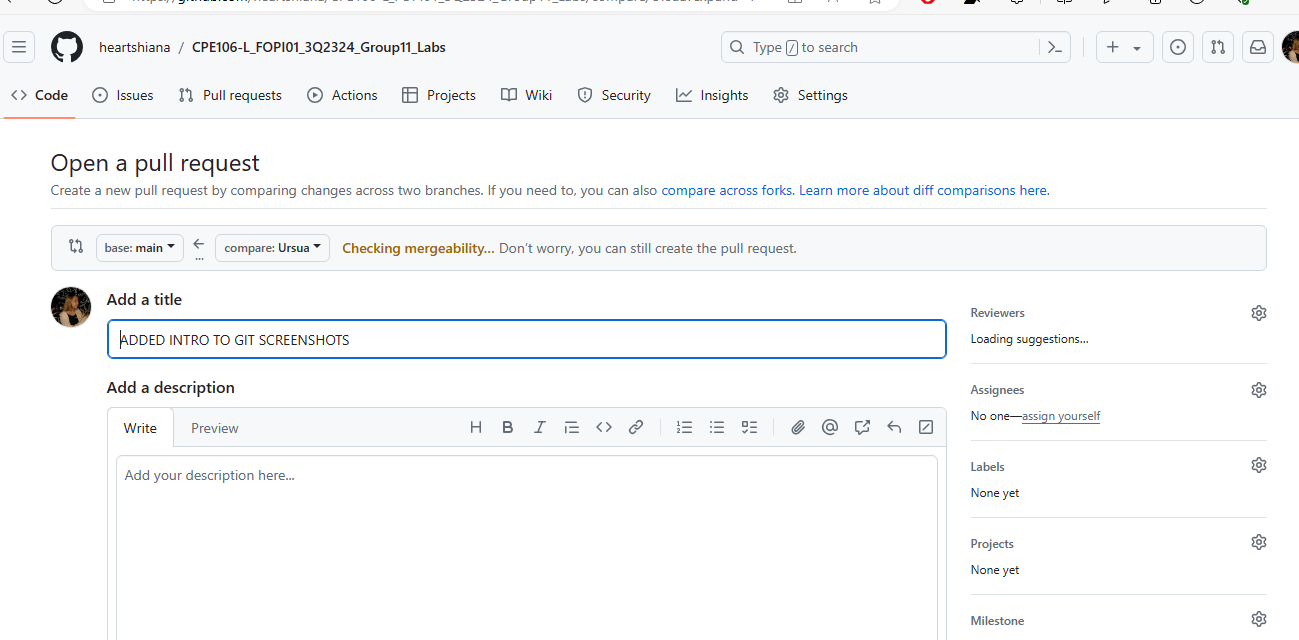 heartshiana / CPE106-L_FOPI01_3Q2324_Group11_Labs
Type / to search
Code Issues Pull requests Actions Projects Wiki Security Insights Settings
Open a pull request
Create a new pull request by comparing changes across two branches. If you need to, you can also compare across forks. Learn more about diff comparisons here.
base: main compare: Ursua Checking mergeability... Don't worry, you can still create the pull request.
Add a title
ADDED INTRO TO GIT SCREENSHOTS
Add a description
Write Preview
Add your description here...
Reviewers
Loading suggestions...
Assignees
No one—assign yourself
Labels
None yet
Projects
None yet
Milestone